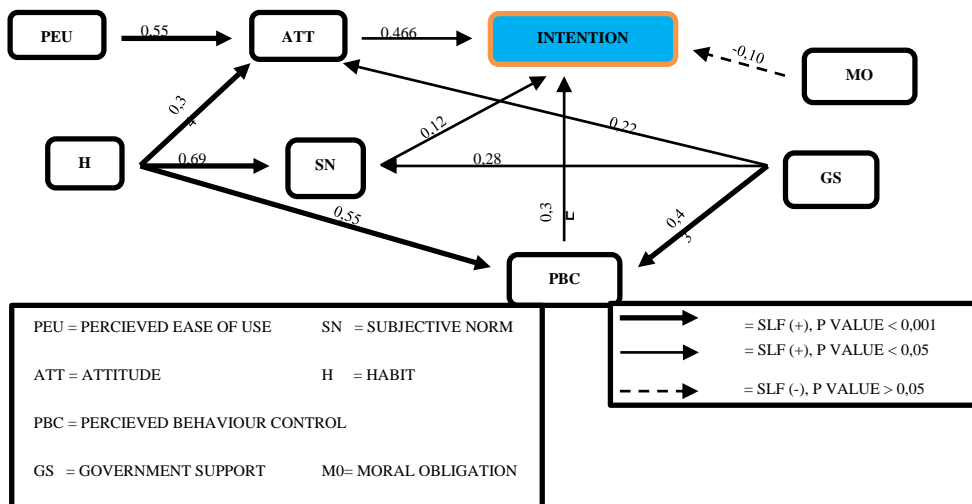 PEU
0,55
ATT
0,466
INTENTION
-0,10
MO
0,3
0,12
0,22
H
0,69
SN
0,28
GS
0,55
0,3
0,4
3
PBC
PEU = PERCIEVED EASE OF USE SN = SUBJECTIVE NORM
ATT = ATTITUDE H = HABIT
PBC = PERCIEVED BEHAVIOUR CONTROL
GS = GOVERNMENT SUPPORT M0= MORAL OBLIGATION
= SLF (+), P VALUE < 0,001
= SLF (+), P VALUE < 0,05
= SLF (-), P VALUE > 0,05